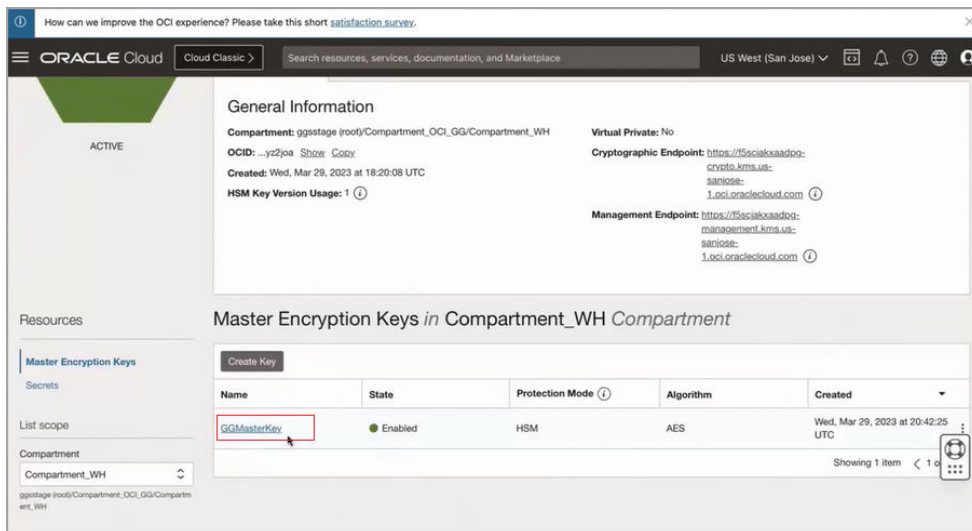 How can we improve the OCI experience? Please take this short satisfaction survey.
ORACLE Cloud
Cloud Classic >
Search resources, services, documentation, and Marketplace
US West (San Jose)
ACTIVE
General Information
Compartment: ggsstage (root)/Compartment_OCI_GG/Compartment_WH
OCID: ...yz2joa Show Copy
Created: Wed, Mar 29, 2023 at 18:20:08 UTC
HSM Key Version Usage: 1
Virtual Private: No
Cryptographic Endpoint: https://f5scjakxaadpg-
crypto.kms.us-
sanjose-
1.oci.oraclecloud.com
Management Endpoint: https://f5scjakxaadpg-
management.kms.us-
sanjose-
1.oci.oraclecloud.com
Resources
Master Encryption Keys
Secrets
List scope
Compartment
Compartment_WH
ggsstage (root)/Compartment_OCI_GG/Compartm
ent_WH
Master Encryption Keys in Compartment_WH Compartment
Create Key
Name State Protection Mode Algorithm Created
GGMasterKey Enabled HSM AES Wed, Mar 29, 2023 at 20:42:25
UTC
Showing 1 item < 1 o